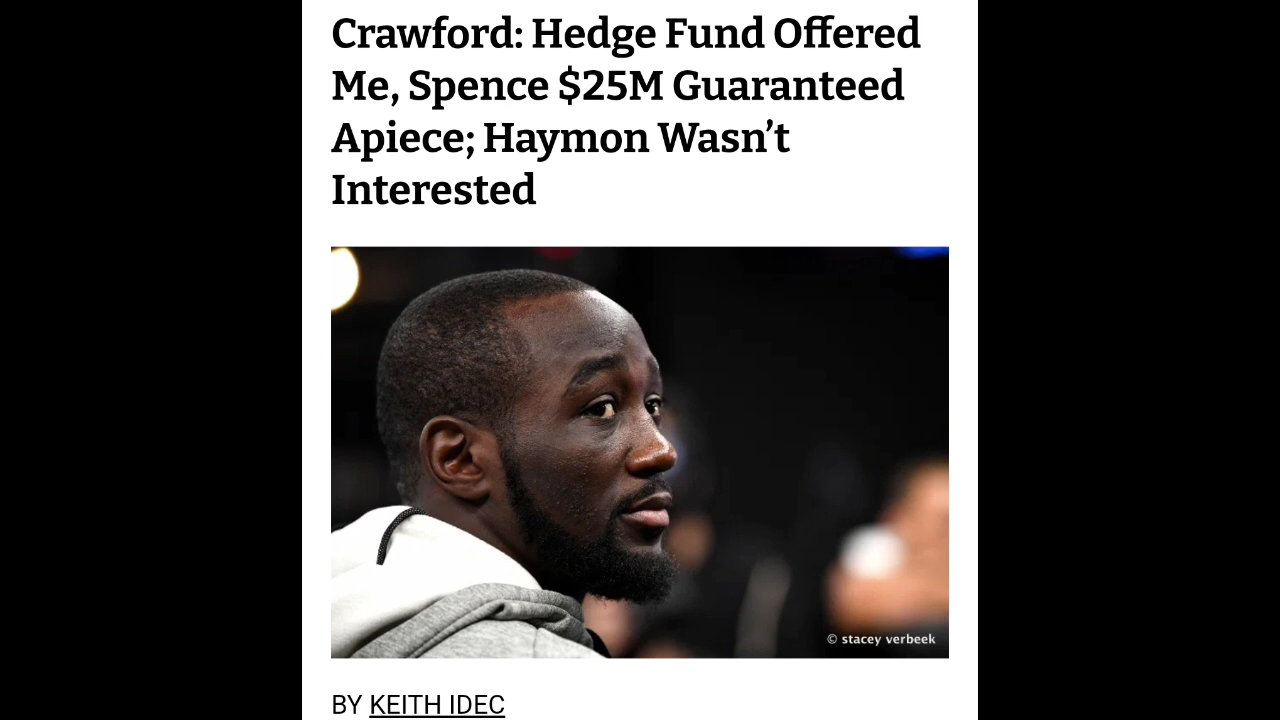 Crawford: Hedge Fund Offered
Me, Spence $25M Guaranteed
Apiece; Haymon Wasn’t
Interested
© stacey verbeek
BY KEITH IDEC